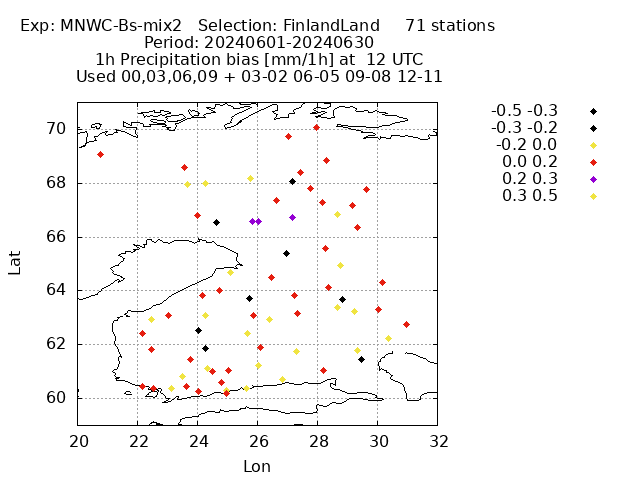 Exp: MNWC-Bs-mix2   Selection: FinlandLand     71 stations
Period: 20240601-20240630
1h Precipitation bias [mm/1h] at  12 UTC
Used 00,03,06,09 + 03-02 06-05 09-08 12-11
-0.5 -0.3
-0.3 -0.2
-0.2 0.0
0.0 0.2
0.2 0.3
0.3 0.5
70
68
66
64
62
60
Lat
20 22 24 26 28 30 32
Lon